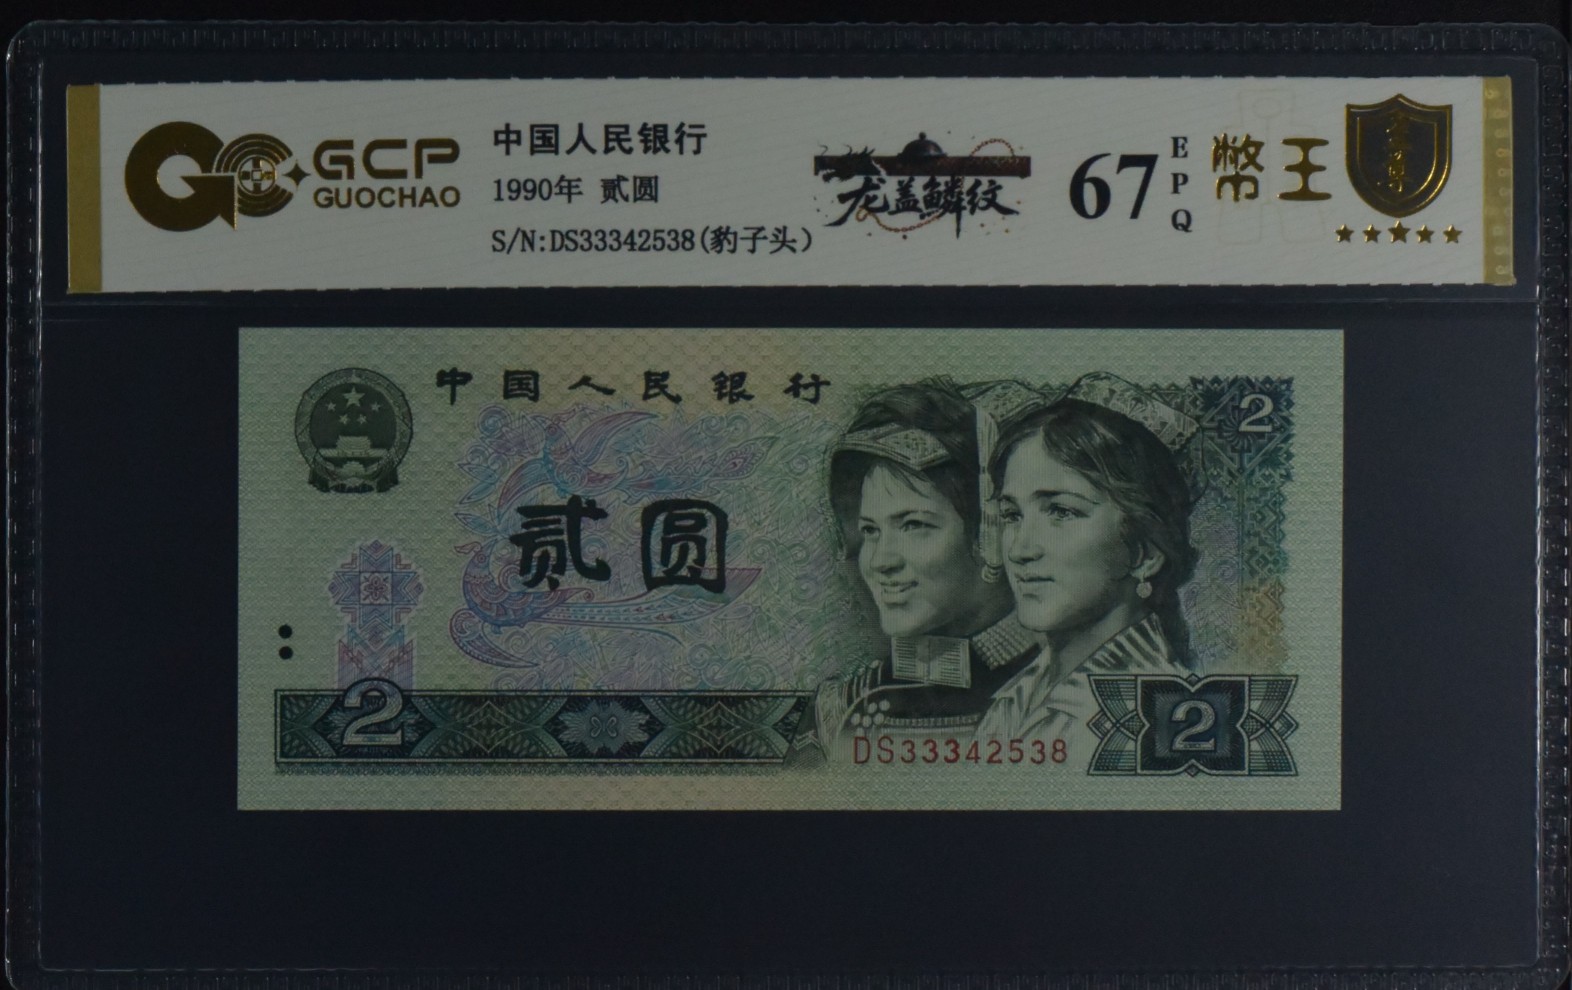 GCP
GUOCHAO
中国人民银行
1990年 贰圆
S/N:DS33342538(豹子头)
龙盖鳞纹
67
EPQ
幣王
中国人民银行
2
贰圆
2
DS33342538
2